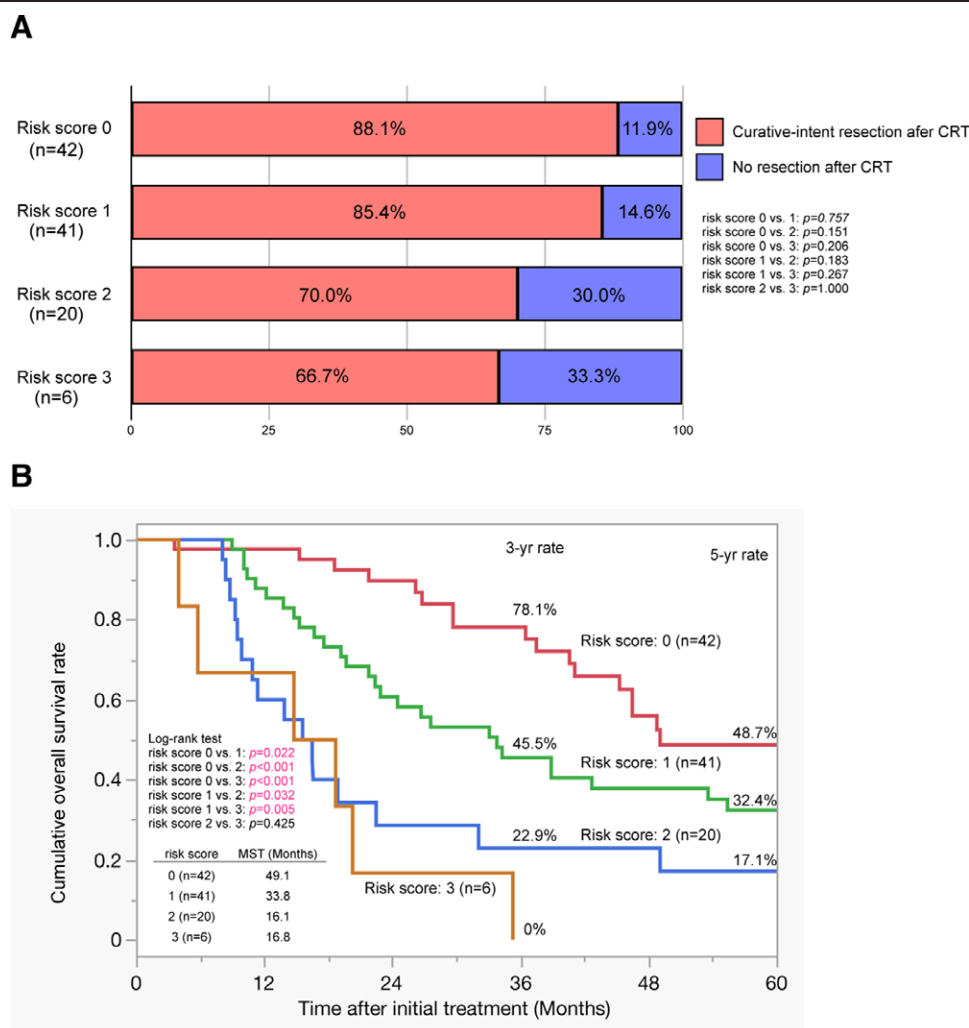 A
Risk score 0
(n=42)
88.1%
11.9%
Risk score 1
(n=41)
85.4%
14.6%
Risk score 2
(n=20)
70.0%
30.0%
Risk score 3
(n=6)
66.7%
33.3%
0 25 50 75 100
Curative-intent resection afer CRT
No resection after CRT
risk score 0 vs. 1: p=0.757
risk score 0 vs. 2: p=0.151
risk score 0 vs. 3: p=0.206
risk score 1 vs. 2: p=0.183
risk score 1 vs. 3: p=0.267
risk score 2 vs. 3: p=1.000
B
Cumulative overall survival rate
1.0
0.8
0.6
0.4
0.2
0
3-yr rate
5-yr rate
78.1%
Risk score: 0 (n=42)
48.7%
45.5%
Risk score: 1 (n=41)
32.4%
22.9%
Risk score: 2 (n=20)
17.1%
Risk score: 3 (n=6)
0%
Log-rank test
risk score 0 vs. 1: p=0.022
risk score 0 vs. 2: p<0.001
risk score 0 vs. 3: p<0.001
risk score 1 vs. 2: p=0.032
risk score 1 vs. 3: p=0.005
risk score 2 vs. 3: p=0.425
risk score MST (Months)
0 (n=42) 49.1
1 (n=41) 33.8
2 (n=20) 16.1
3 (n=6) 16.8
0 12 24 36 48 60
Time after initial treatment (Months)